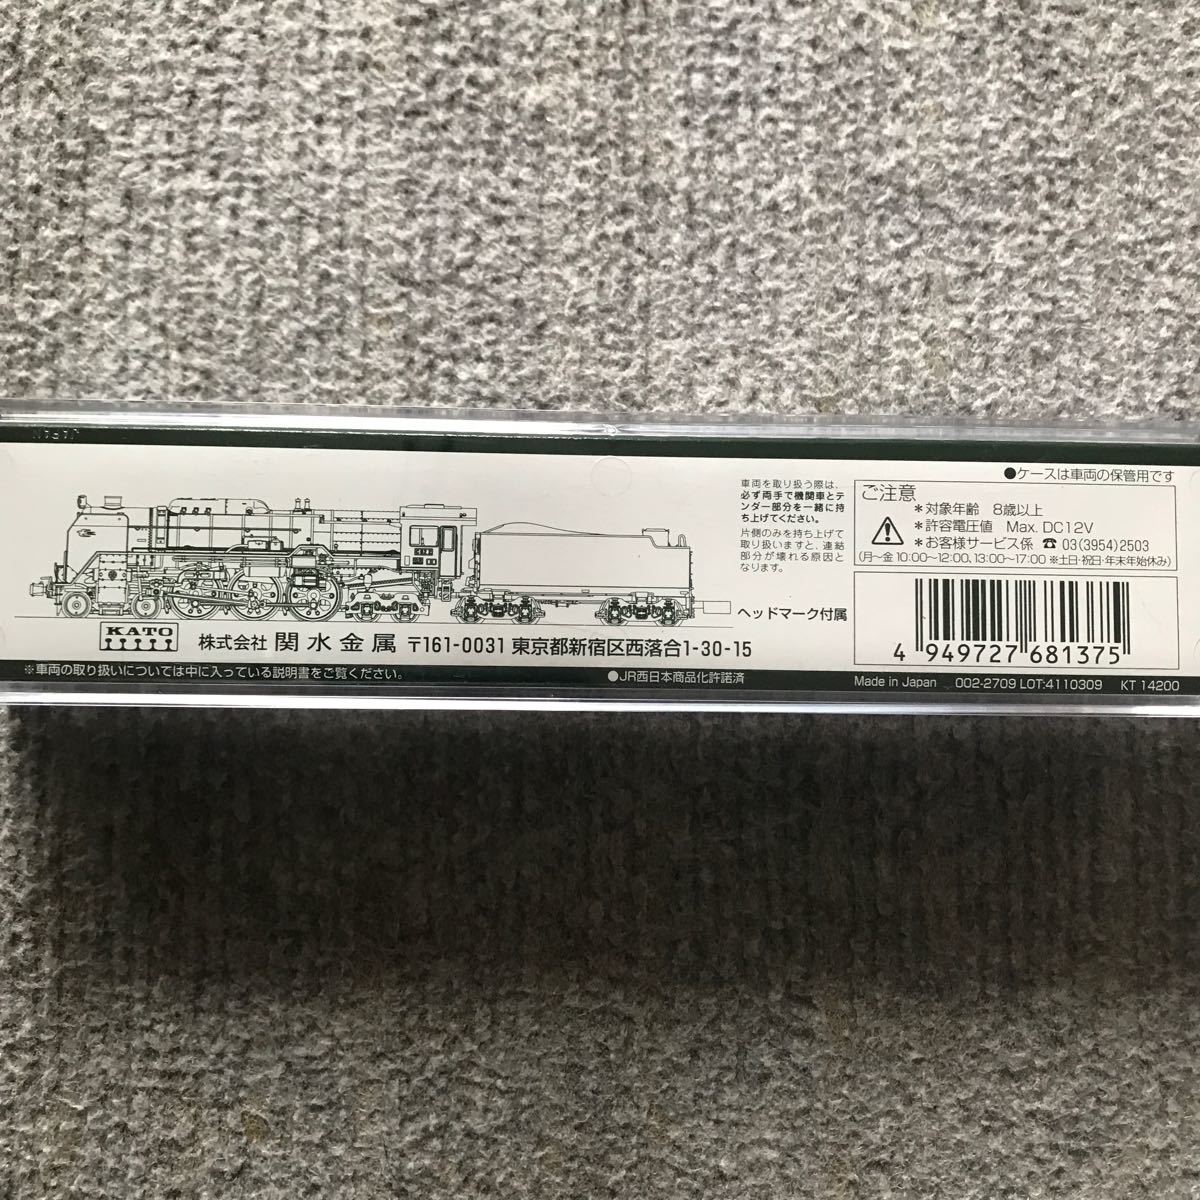 ●ケースは車両の保管用です
車両を取り扱う際は、
必ず両手で機関車とテ
ンダー部分を一緒に持
ち上げてください。
片側のみを持ち上げて
取り扱いますと、連結
部分が壊れる原因と
なります。
ヘッドマーク付属
ご注意
＊対象年齢 8歳以上
＊許容電圧値 Max. DC12V
＊お客様サービス係 ☎ 03(3954)2503
(月〜金 10:00〜12:00, 13:00〜17:00 ※土日・祝日・年末年始休み)
KATO
株式会社 関水金属 〒161-0031 東京都新宿区西落合1-30-15
4 949727 681375
※車両の取り扱いについては中に入っている説明書をご覧ください。
●JR西日本商品化許諾済
Made in Japan 002-2709 LOT:4110309 KT 14200